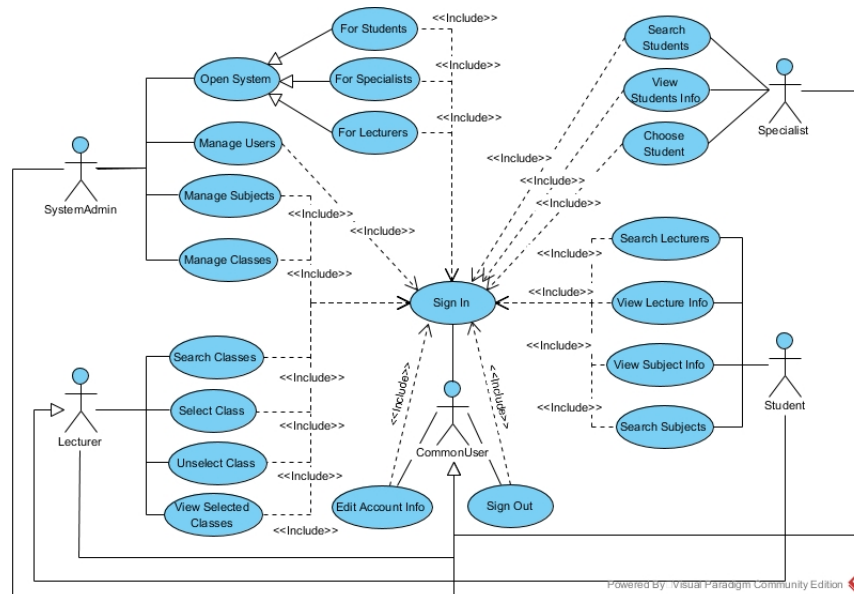 For Students
<<Include>>
Search
Students
Open System
For Specialists
<<Include>>
View
Students Info
For Lecturers
<<Include>>
Specialist
Manage Users
Choose
Student
<<Include>>
SystemAdmin
Manage Subjects
<<Include>>
<<Include>>
<<Include>>
<<Include>>
Search Lecturers
Manage Classes
<<Include>>
<<Include>>
Sign In
<<Include>>
View Lecture Info
Search Classes
<<Include>>
<<Include>>
View Subject Info
Lecturer
Select Class
<<Include>>
<<Include>>
<<Include>>
CommonUser
<<Include>>
Student
Search Subjects
Unselect Class
<<Include>>
View Selected
Classes
<<Include>>
Edit Account Info
Sign Out
Powered By Visual Paradigm Community Edition